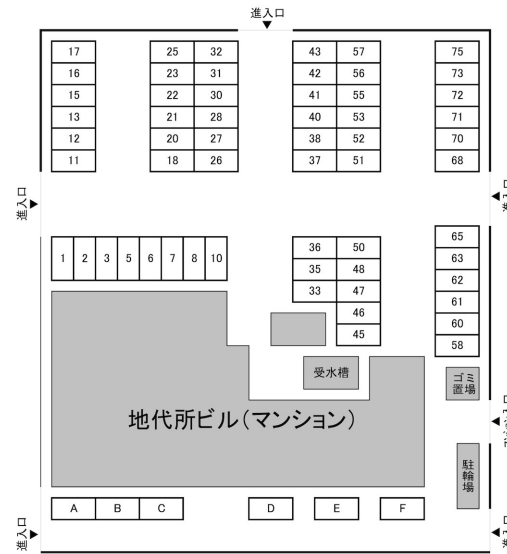 進入口
17 25 32 43 57 75
16 23 31 42 56 73
15 22 30 41 55 72
13 21 28 40 53 71
12 20 27 38 52 70
11 18 26 37 51 68
進入口
進入口
1 2 3 5 6 7 8 10
36 50 65
35 48 63
33 47 62
46 61
45 60
58
受水槽
ゴミ
置場
地代所ビル(マンション)
駐輪場
A B C D E F
進入口